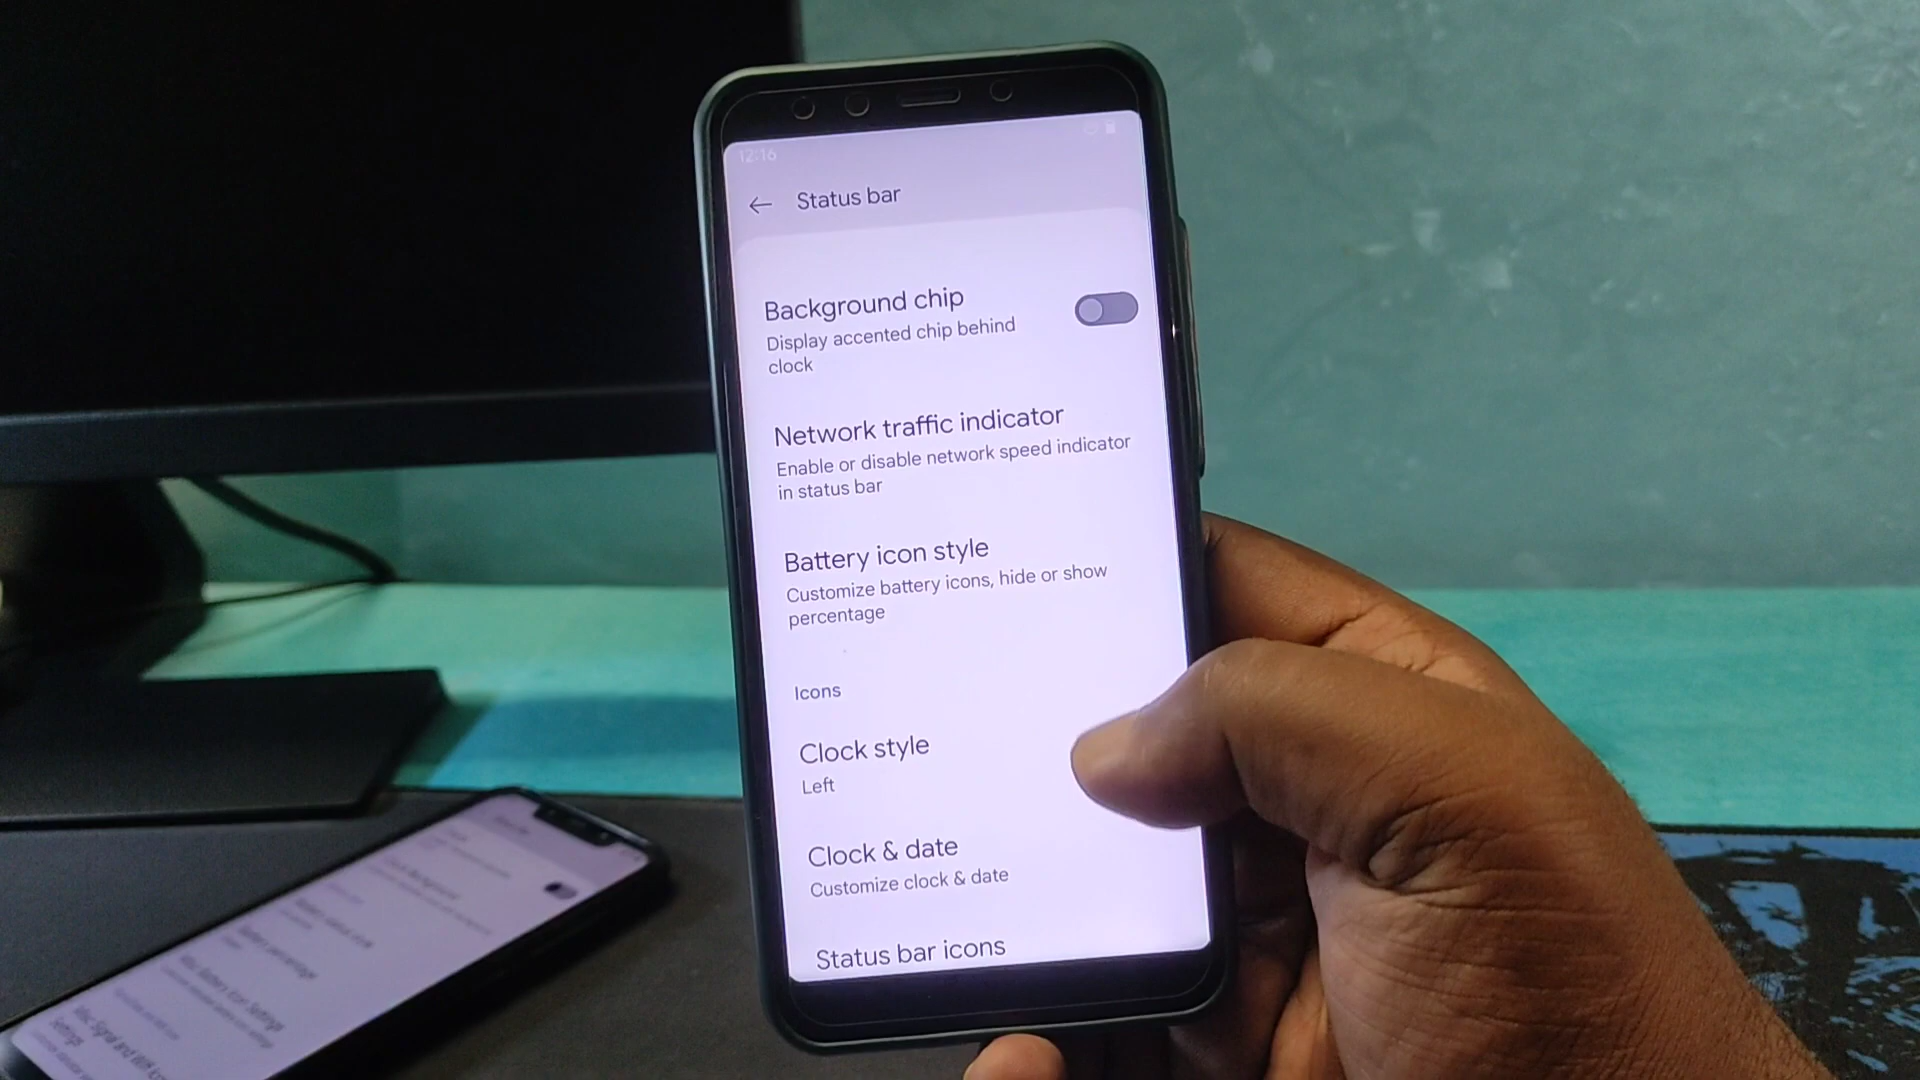 12:16
Status bar
Background chip
Display accented chip behind
clock
Network traffic indicator
Enable or disable network speed indicator
in status bar
Battery icon style
Customize battery icons, hide or show
percentage
Icons
Clock style
Left
Clock & date
Customize clock & date
Status bar icons